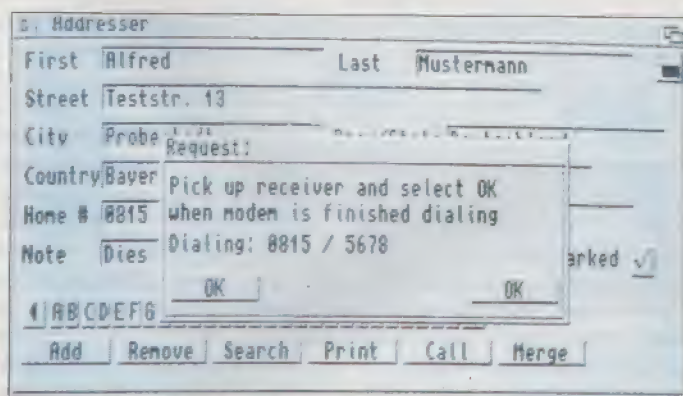 Addresser
First Alfred Last Mustermann
Street Teststr. 13
City Probe
Request:
Country Bayer
Pick up receiver and select OK
Home # 0815
when modem is finished dialing
Note Dies
Dialing: 0815 / 5678
arked √
OK OK
ABCDEFG
Add Remove Search Print Call Merge